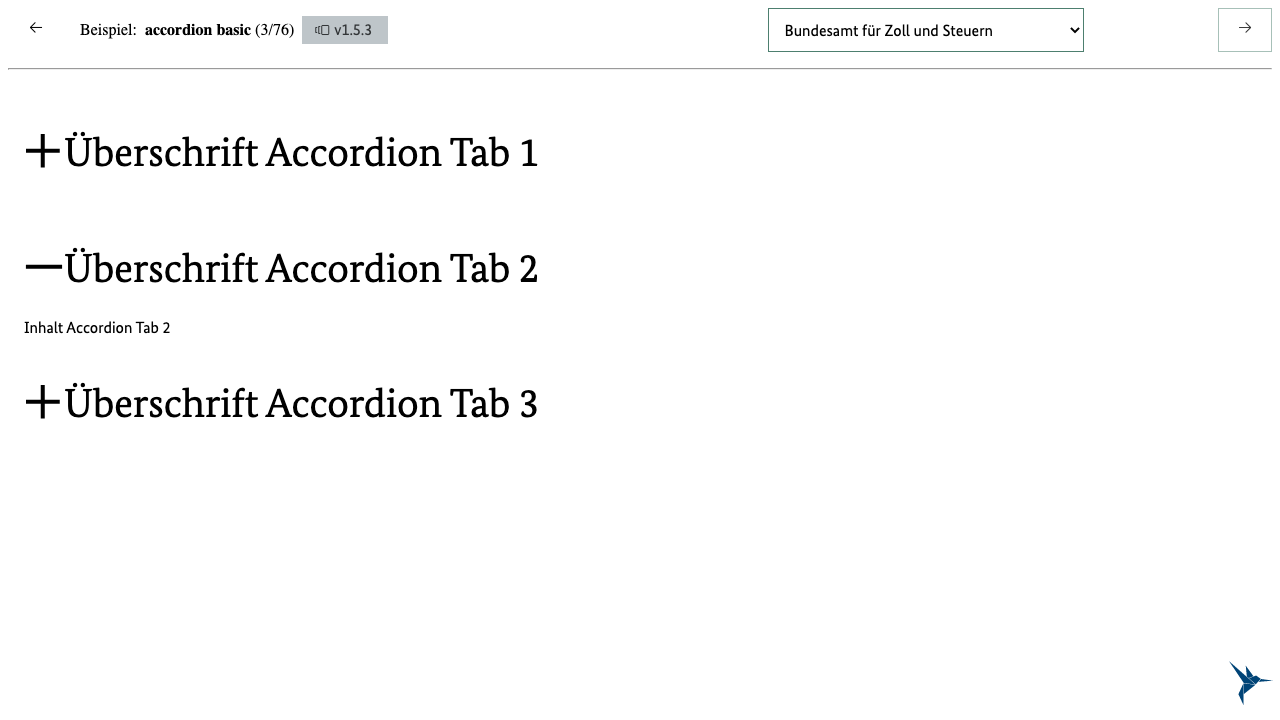 Beispiel: accordion basic (3/76) v1.5.3 Bundesamt für Zoll und Steuern
Überschrift Accordion Tab 1
Überschrift Accordion Tab 2
Inhalt Accordion Tab 2
Überschrift Accordion Tab 3